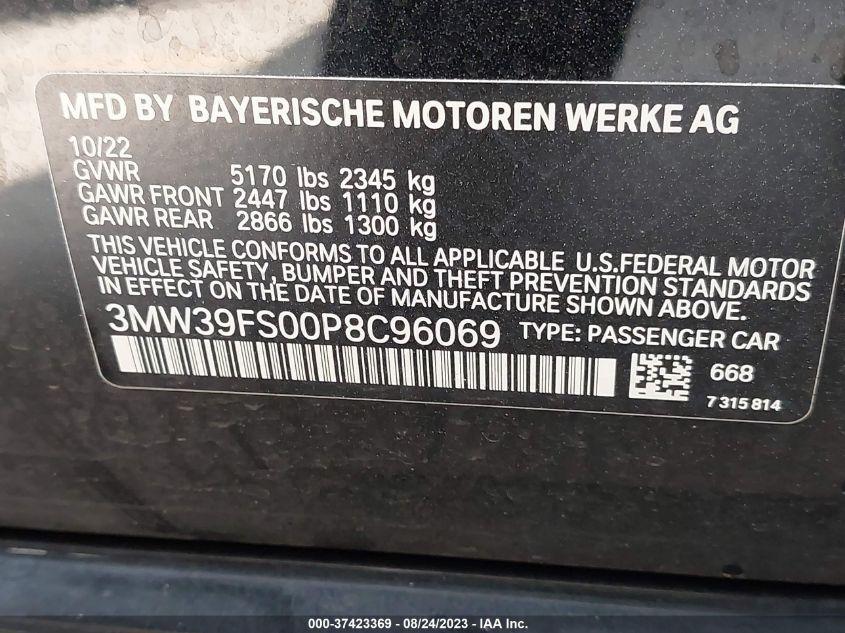 MFD BY BAYERISCHE MOTOREN WERKE AG
10/22
GVWR 5170 lbs 2345 kg
GAWR FRONT 2447 lbs 1110 kg
GAWR REAR 2866 lbs 1300 kg
THIS VEHICLE CONFORMS TO ALL APPLICABLE U.S.FEDERAL MOTOR
VEHICLE SAFETY, BUMPER AND THEFT PREVENTION STANDARDS
IN EFFECT ON THE DATE OF MANUFACTURE SHOWN ABOVE.
3MW39FS00P8C96069 TYPE: PASSENGER CAR
668
7 315 814
000-37423369 - 08/24/2023 - IAA Inc.